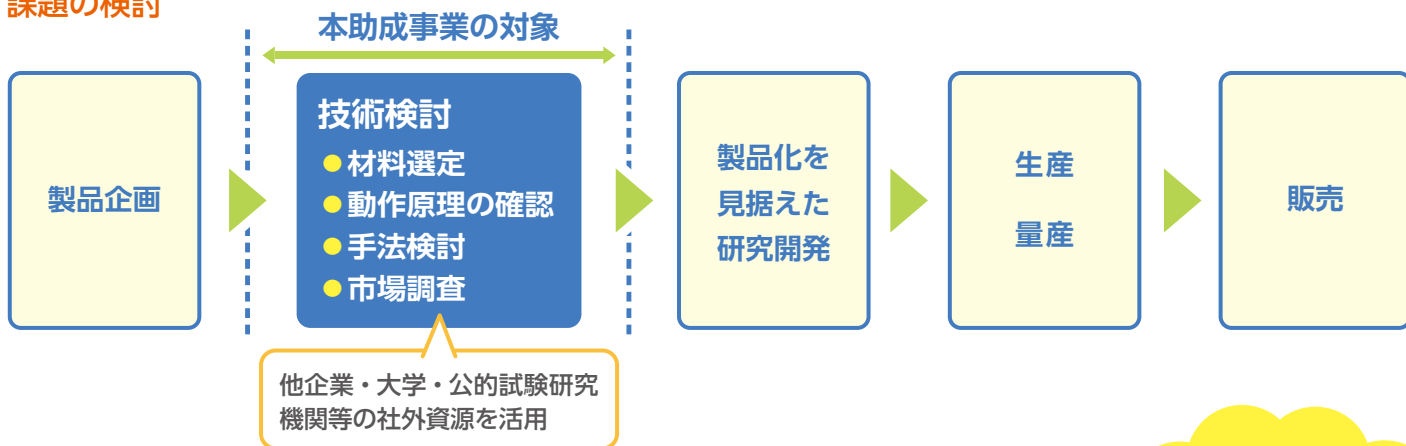 課題の検討
本助成事業の対象
製品企画
技術検討
●材料選定
●動作原理の確認
●手法検討
●市場調査
他企業・大学・公的試験研究
機関等の社外資源を活用
製品化を
見据えた
研究開発
生産
量産
販売